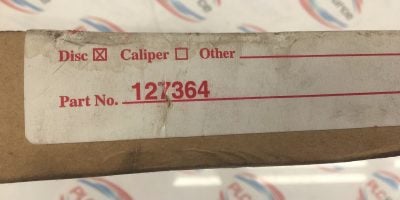 Disc ☒ Caliper ☐ Other
Part No. 127364